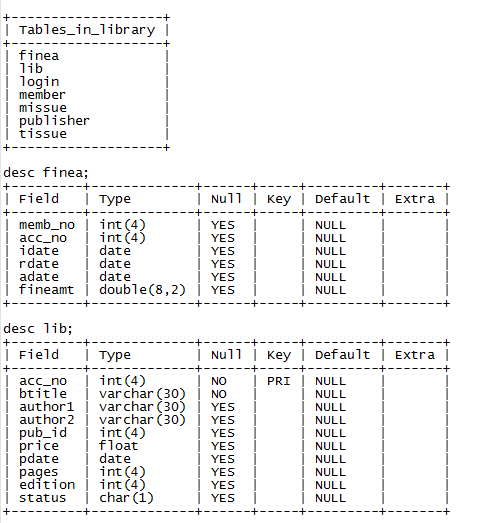 +--------------------+
| Tables_in_library |
+--------------------+
| finea |
| lib |
| login |
| member |
| missue |
| publisher |
| tissue |
+--------------------+
desc finea;
+---------+-------------+------+-----+---------+-------+
| Field | Type | Null | Key | Default | Extra |
+---------+-------------+------+-----+---------+-------+
| memb_no | int(4) | YES | | NULL | |
| acc_no | int(4) | YES | | NULL | |
| idate | date | YES | | NULL | |
| rdate | date | YES | | NULL | |
| adate | date | YES | | NULL | |
| fineamt | double(8,2) | YES | | NULL | |
+---------+-------------+------+-----+---------+-------+
desc lib;
+---------+-------------+------+-----+---------+-------+
| Field | Type | Null | Key | Default | Extra |
+---------+-------------+------+-----+---------+-------+
| acc_no | int(4) | NO | PRI | NULL | |
| btitle | varchar(30) | NO | | NULL | |
| author1 | varchar(30) | YES | | NULL | |
| author2 | varchar(30) | YES | | NULL | |
| pub_id | int(4) | YES | | NULL | |
| price | float | YES | | NULL | |
| pdate | date | YES | | NULL | |
| pages | int(4) | YES | | NULL | |
| edition | int(4) | YES | | NULL | |
| status | char(1) | YES | | NULL | |
+---------+-------------+------+-----+---------+-------+